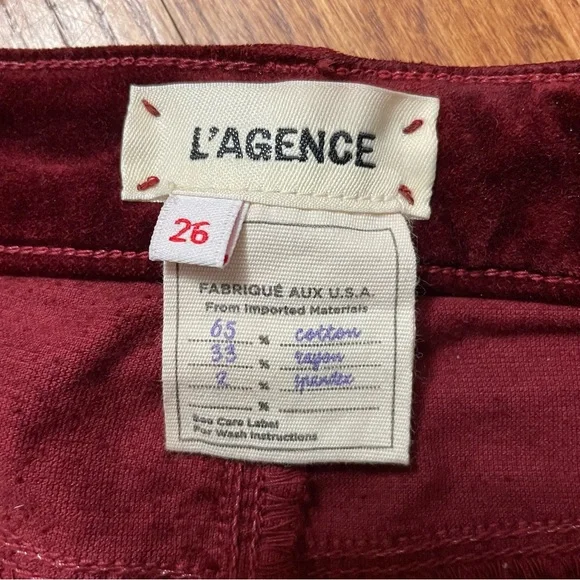 L'AGENCE
26
FABRIQUÉ AUX U.S.A.
From Imported Materials
65 % cotton
33 % rayon
2 % spandex
%
See Care Label
For Wash Instructions